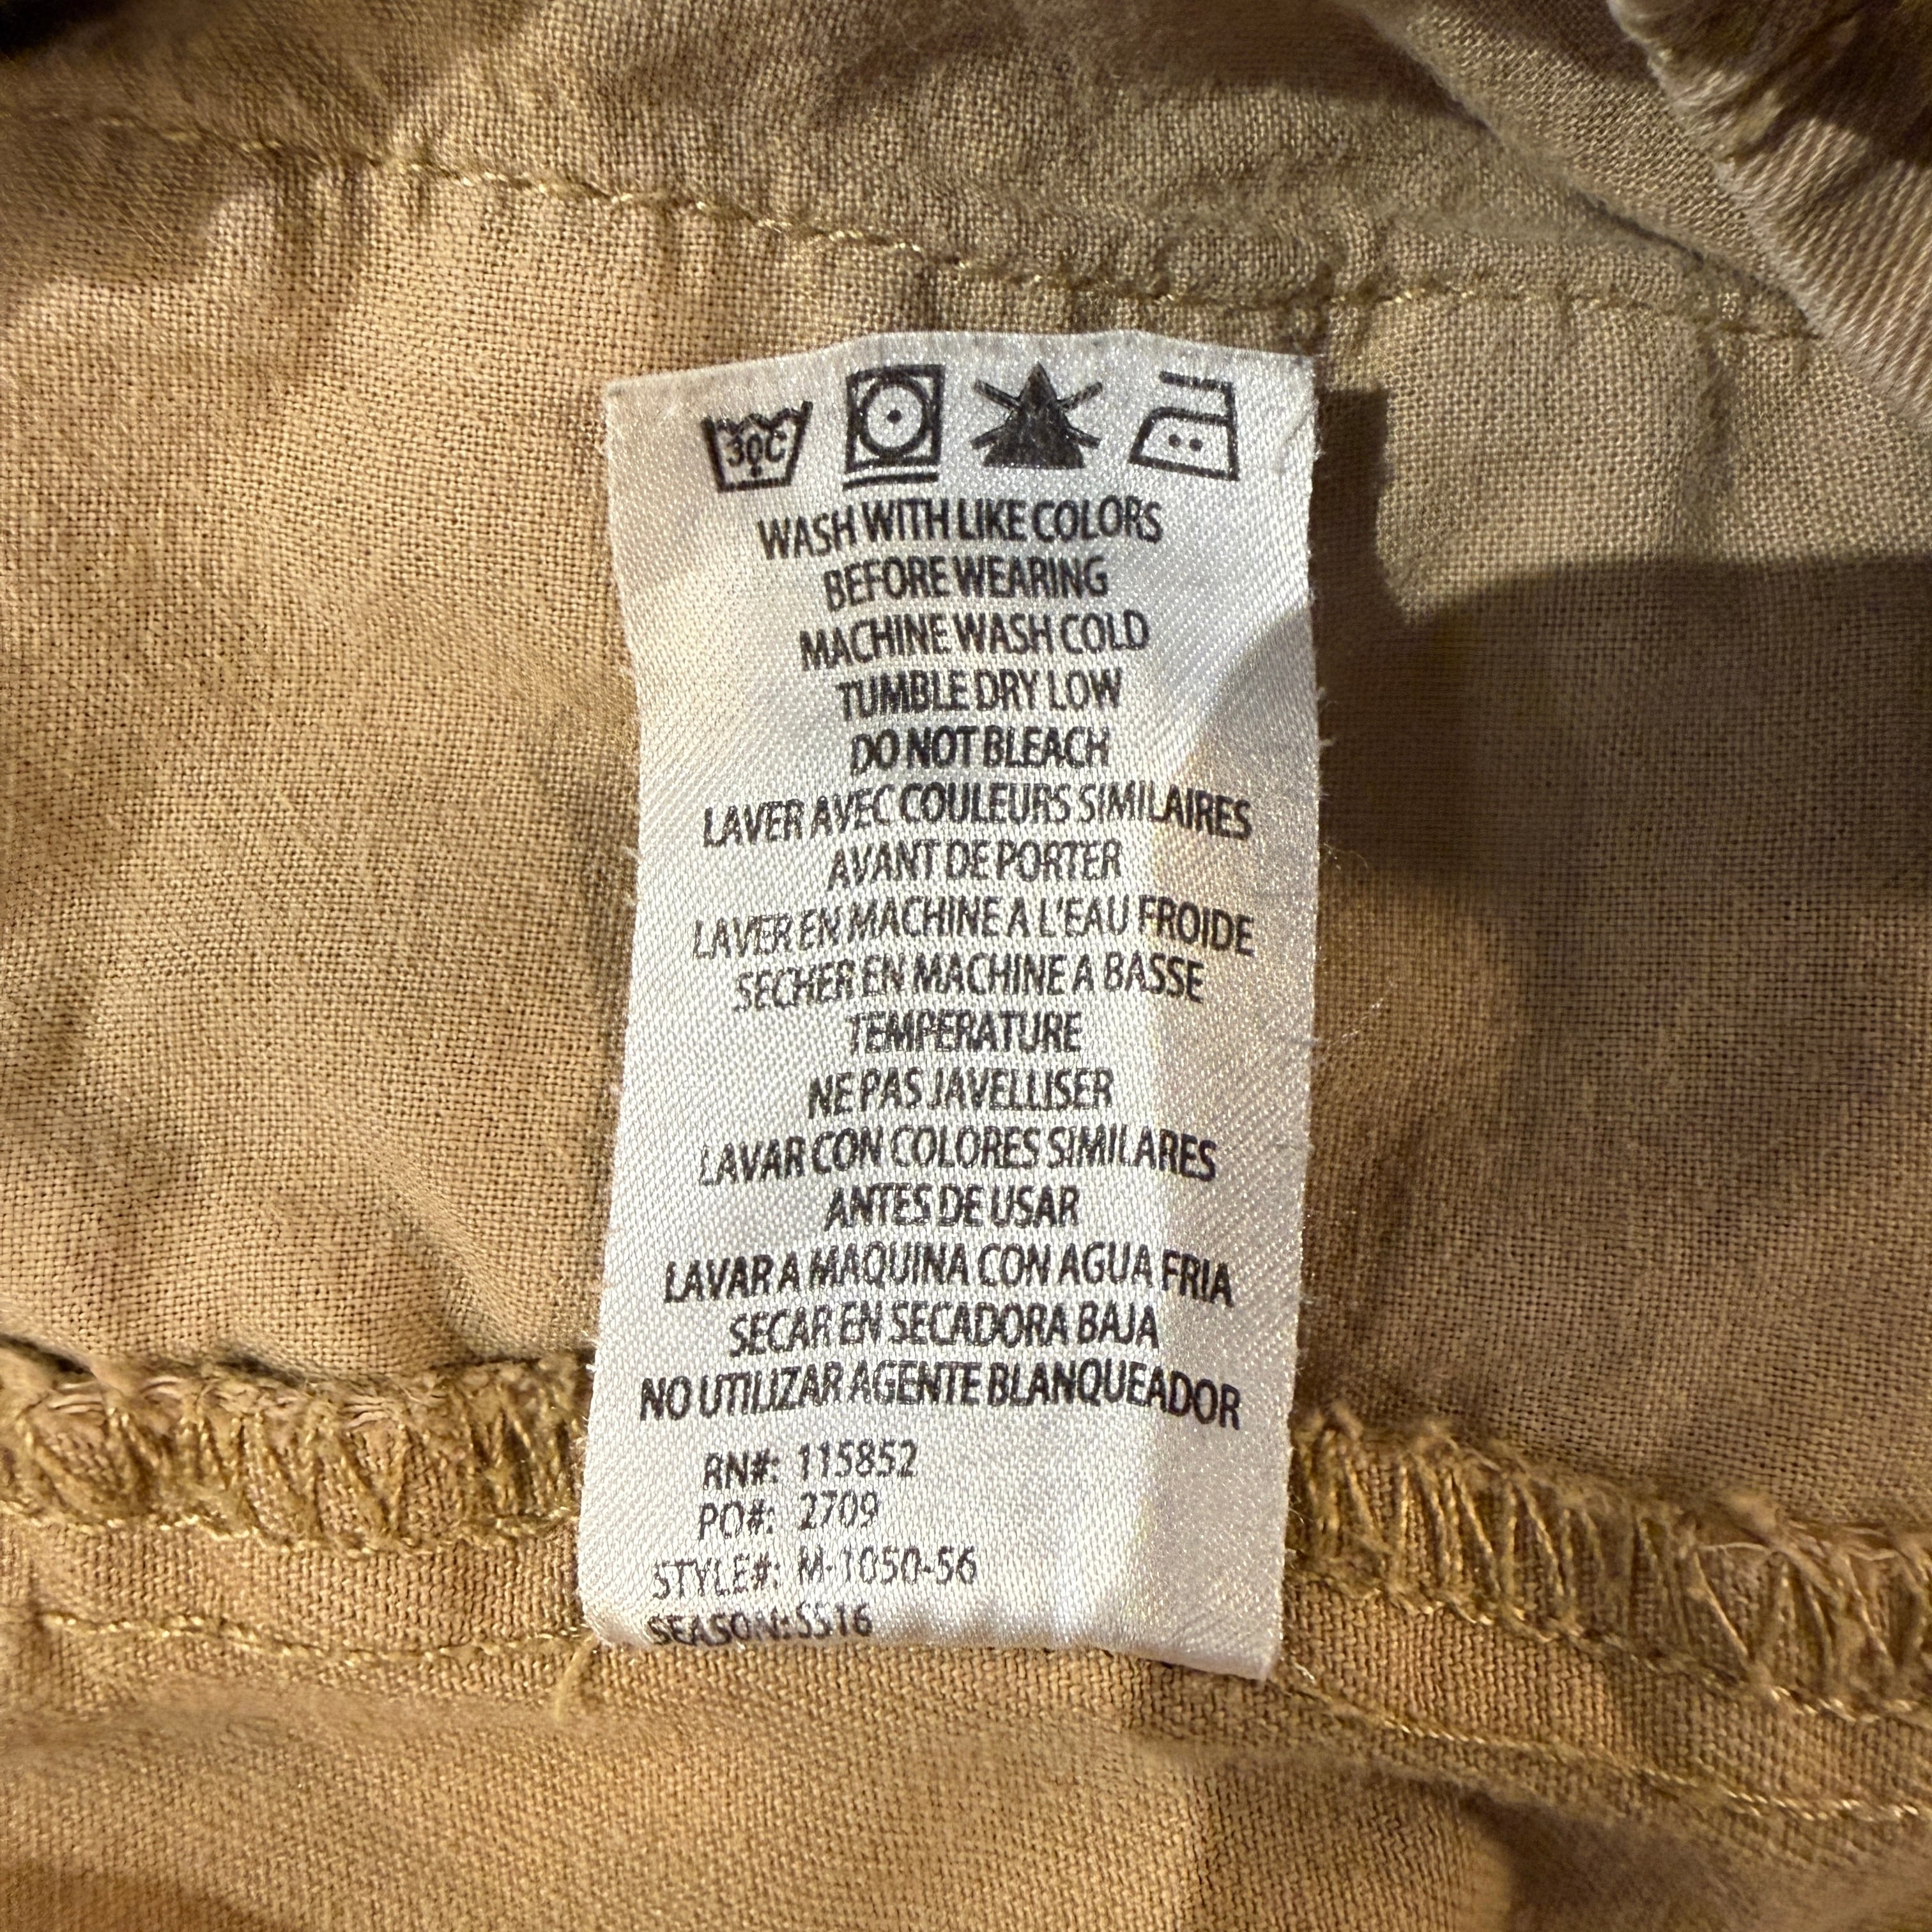 30C
WASH WITH LIKE COLORS
BEFORE WEARING
MACHINE WASH COLD
TUMBLE DRY LOW
DO NOT BLEACH
LAVER AVEC COULEURS SIMILAIRES
AVANT DE PORTER
LAVER EN MACHINE A L'EAU FROIDE
SECHER EN MACHINE A BASSE
TEMPERATURE
NE PAS JAVELLISER
LAVAR CON COLORES SIMILARES
ANTES DE USAR
LAVAR A MAQUINA CON AGUA FRIA
SECAR EN SECADORA BAJA
NO UTILIZAR AGENTE BLANQUEADOR
RN#: 115852
PO#: 2709
STYLE#: M-1050-56
SEASON: SS16